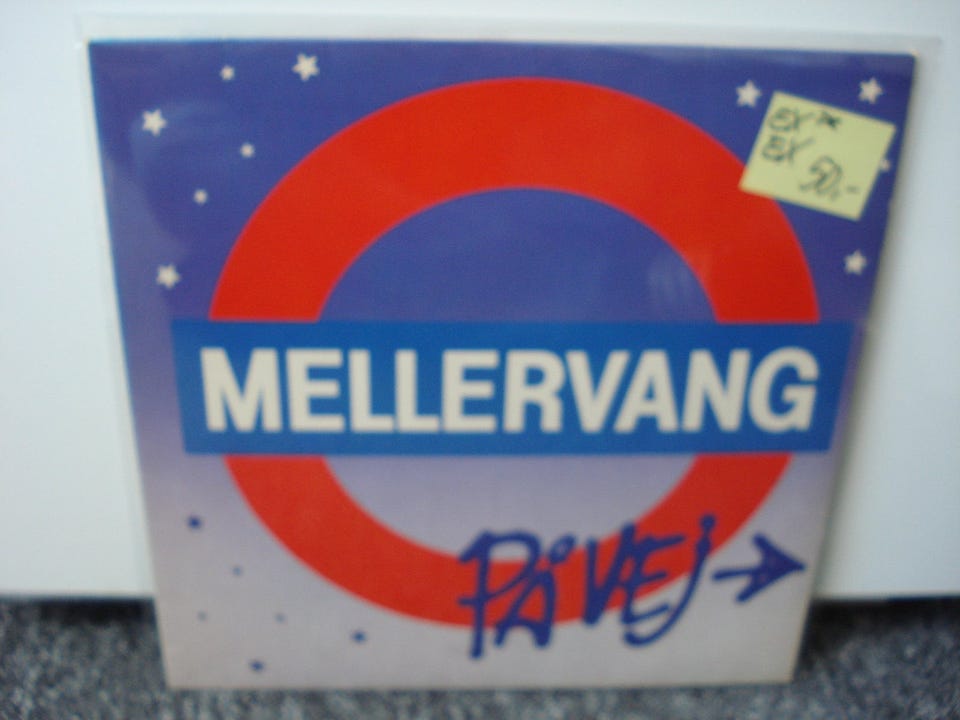 EX
EX
50,-
MELLERVANG
PÅ VEJ